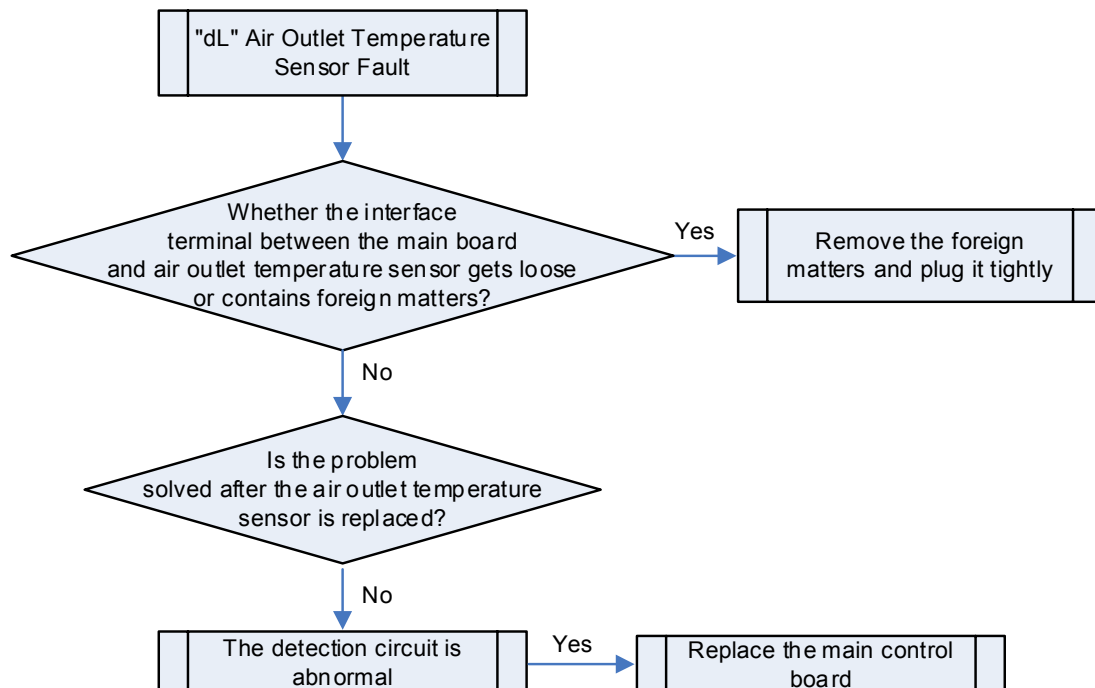 "dL" Air Outlet Temperature
Sensor Fault
Whether the interface
terminal between the main board
and air outlet temperature sensor gets loose
or contains foreign matters?
Yes
Remove the foreign
matters and plug it tightly
No
Is the problem
solved after the air outlet temperature
sensor is replaced?
No
The detection circuit is
abnormal
Yes
Replace the main control
board